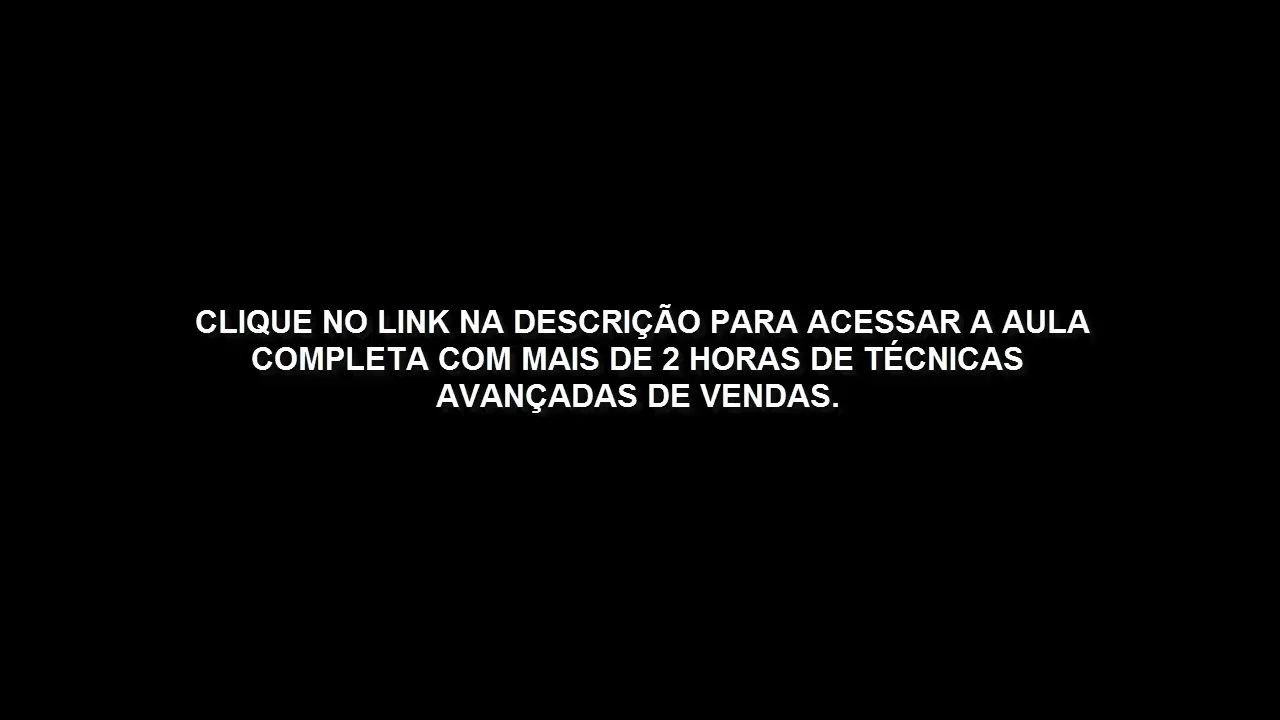 CLIQUE NO LINK NA DESCRIÇÃO PARA ACESSAR A AULA
COMPLETA COM MAIS DE 2 HORAS DE TÉCNICAS
AVANÇADAS DE VENDAS.